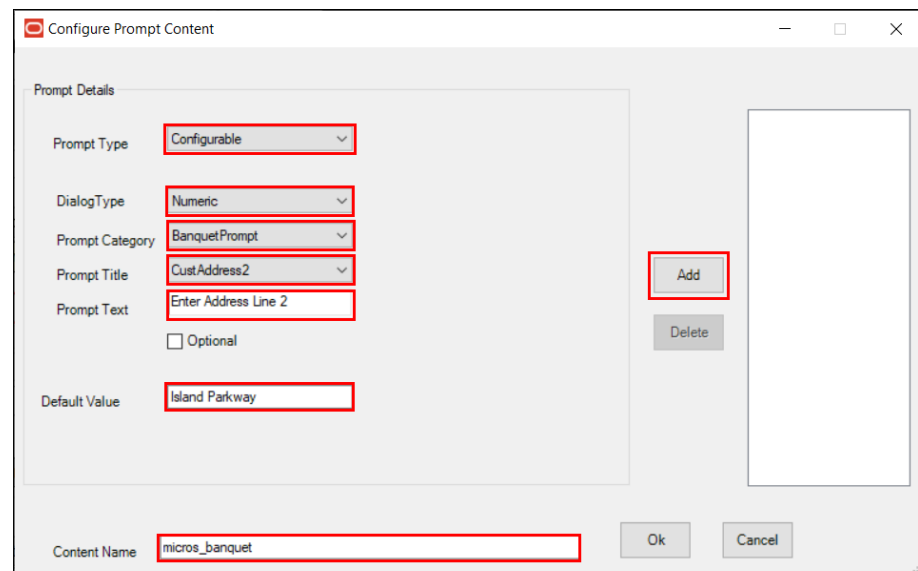 Configure Prompt Content
Prompt Details
Prompt Type Configurable
DialogType Numeric
Prompt Category BanquetPrompt
Prompt Title CustAddress2
Prompt Text Enter Address Line 2
Optional
Default Value Island Parkway
Add
Delete
Content Name micros_banquet
Ok Cancel